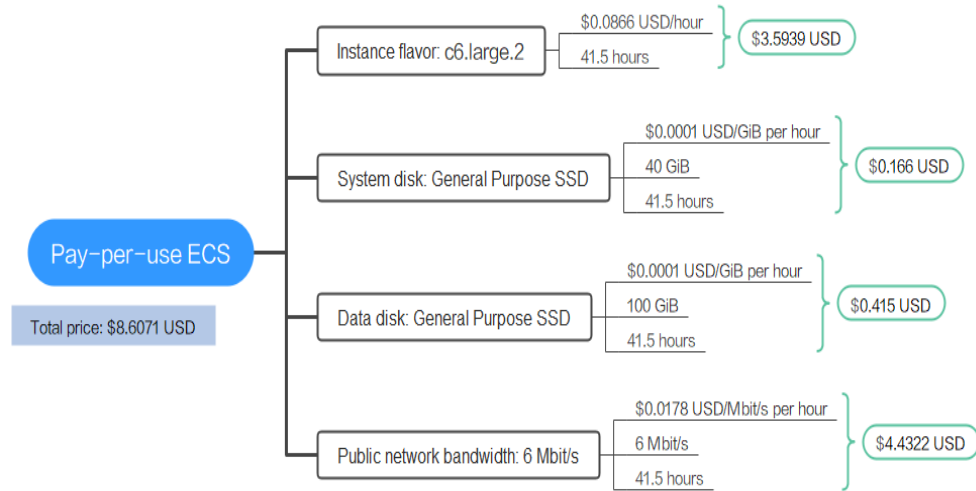 Pay-per-use ECS
Total price: $8.6071 USD
Instance flavor: c6.large.2
$0.0866 USD/hour
41.5 hours
$3.5939 USD
System disk: General Purpose SSD
$0.0001 USD/GiB per hour
40 GiB
41.5 hours
$0.166 USD
Data disk: General Purpose SSD
$0.0001 USD/GiB per hour
100 GiB
41.5 hours
$0.415 USD
Public network bandwidth: 6 Mbit/s
$0.0178 USD/Mbit/s per hour
6 Mbit/s
41.5 hours
$4.4322 USD